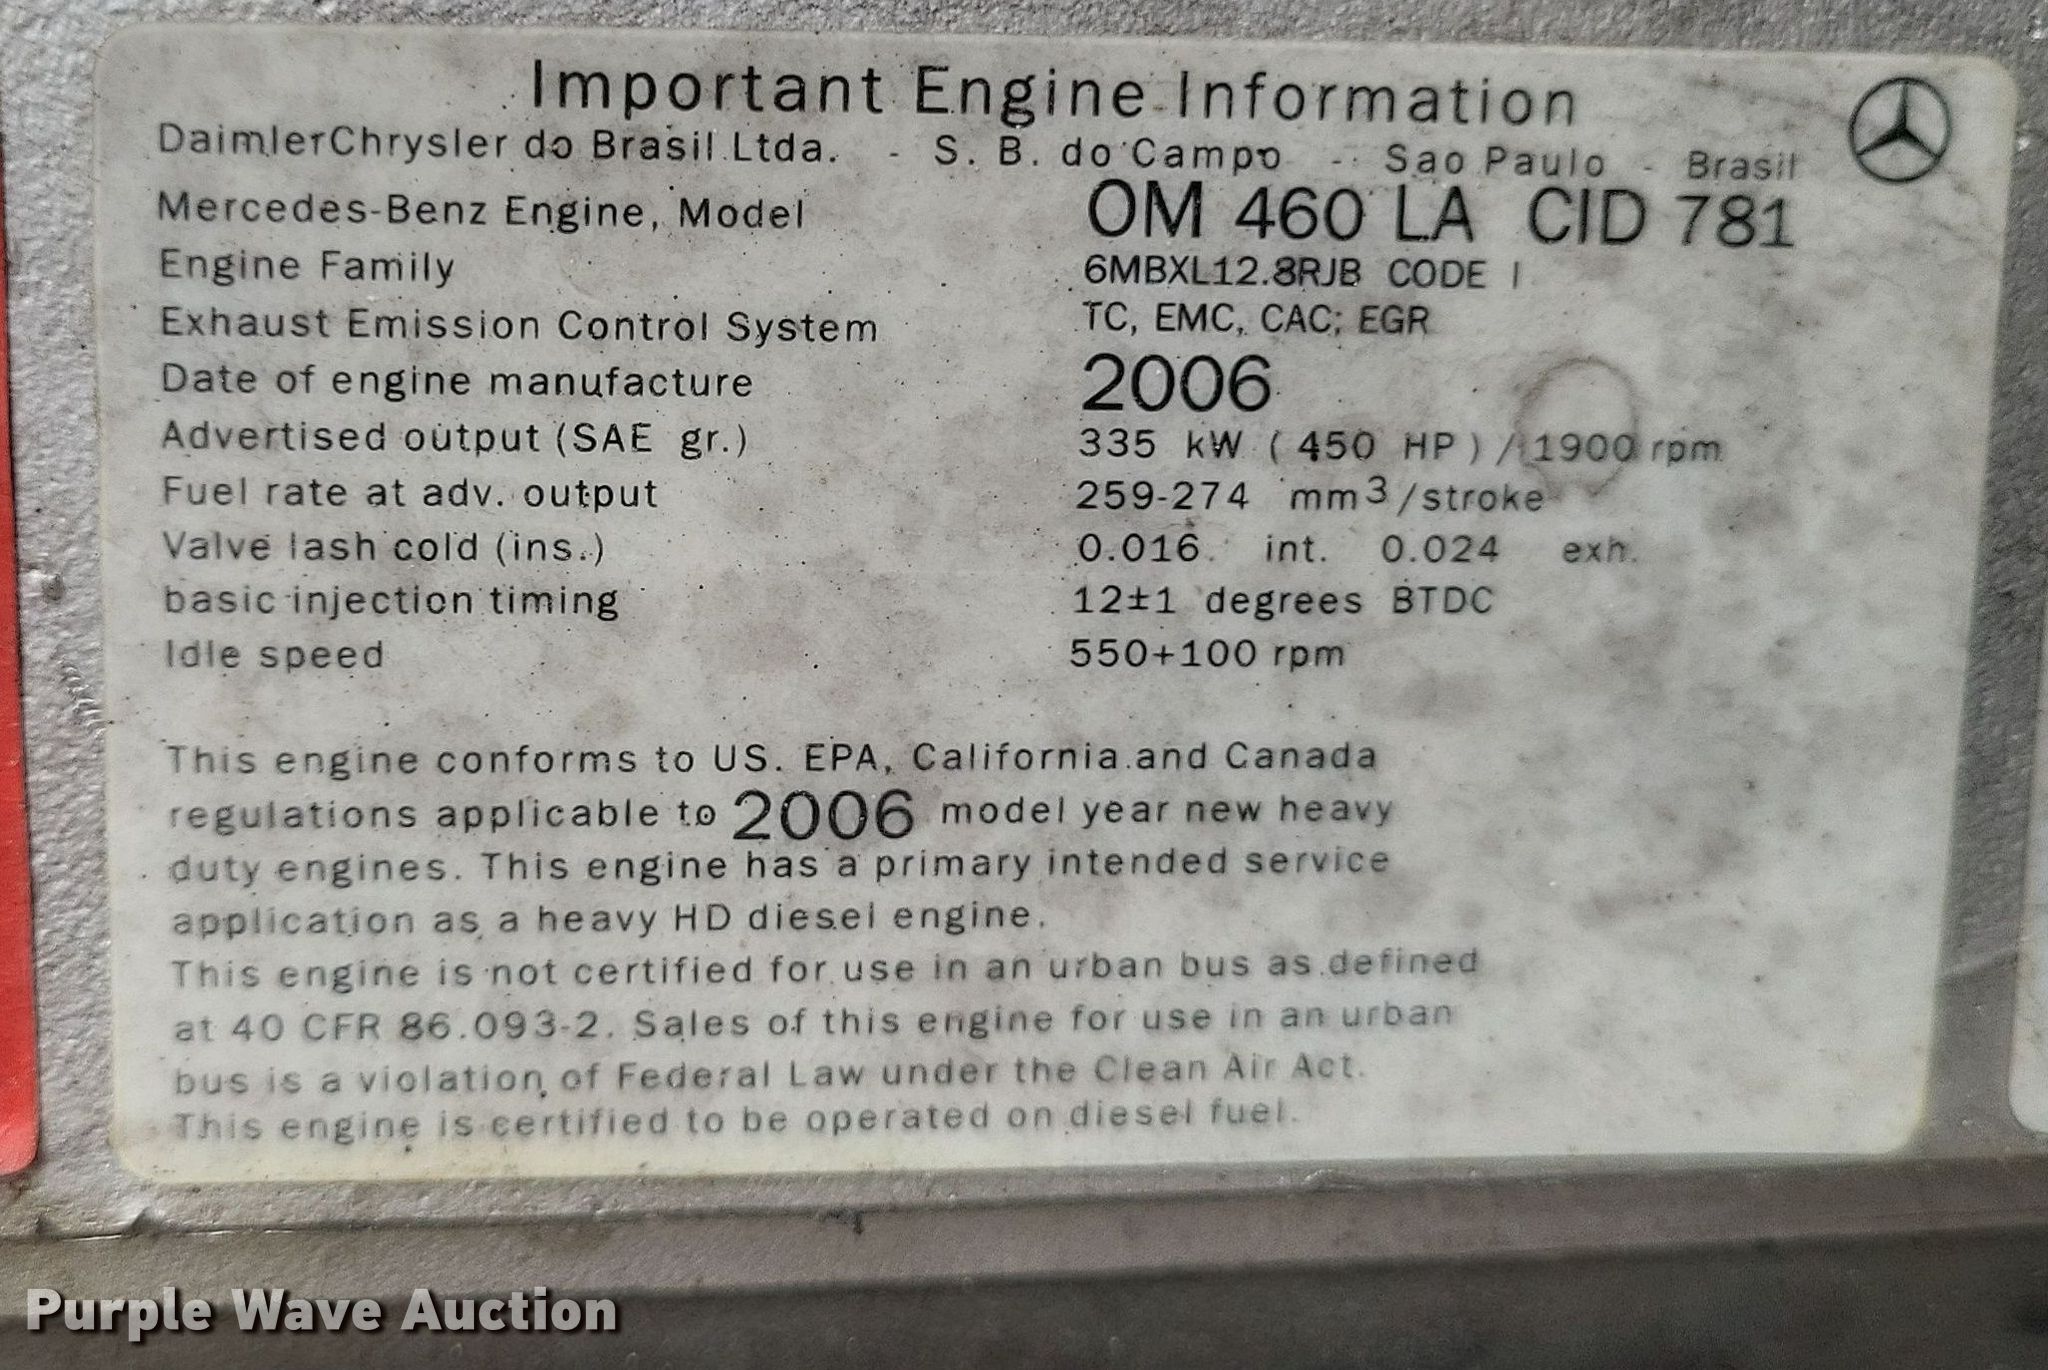 Important Engine Information
DaimlerChrysler do Brasil Ltda. - S. B. do Campo - Sao Paulo - Brasil
Mercedes-Benz Engine, Model OM 460 LA CID 781
Engine Family 6MBXL12.8RJB CODE I
Exhaust Emission Control System TC, EMC, CAC; EGR
Date of engine manufacture 2006
Advertised output (SAE gr.) 335 kW ( 450 HP ) / 1900 rpm
Fuel rate at adv. output 259-274 mm3/stroke
Valve lash cold (ins.) 0.016 int. 0.024 exh.
basic injection timing 12±1 degrees BTDC
Idle speed 550+100 rpm
This engine conforms to US. EPA, California and Canada
regulations applicable to 2006 model year new heavy
duty engines. This engine has a primary intended service
application as a heavy HD diesel engine.
This engine is not certified for use in an urban bus as defined
at 40 CFR 86.093-2. Sales of this engine for use in an urban
bus is a violation of Federal Law under the Clean Air Act.
This engine is certified to be operated on diesel fuel.
Purple Wave Auction